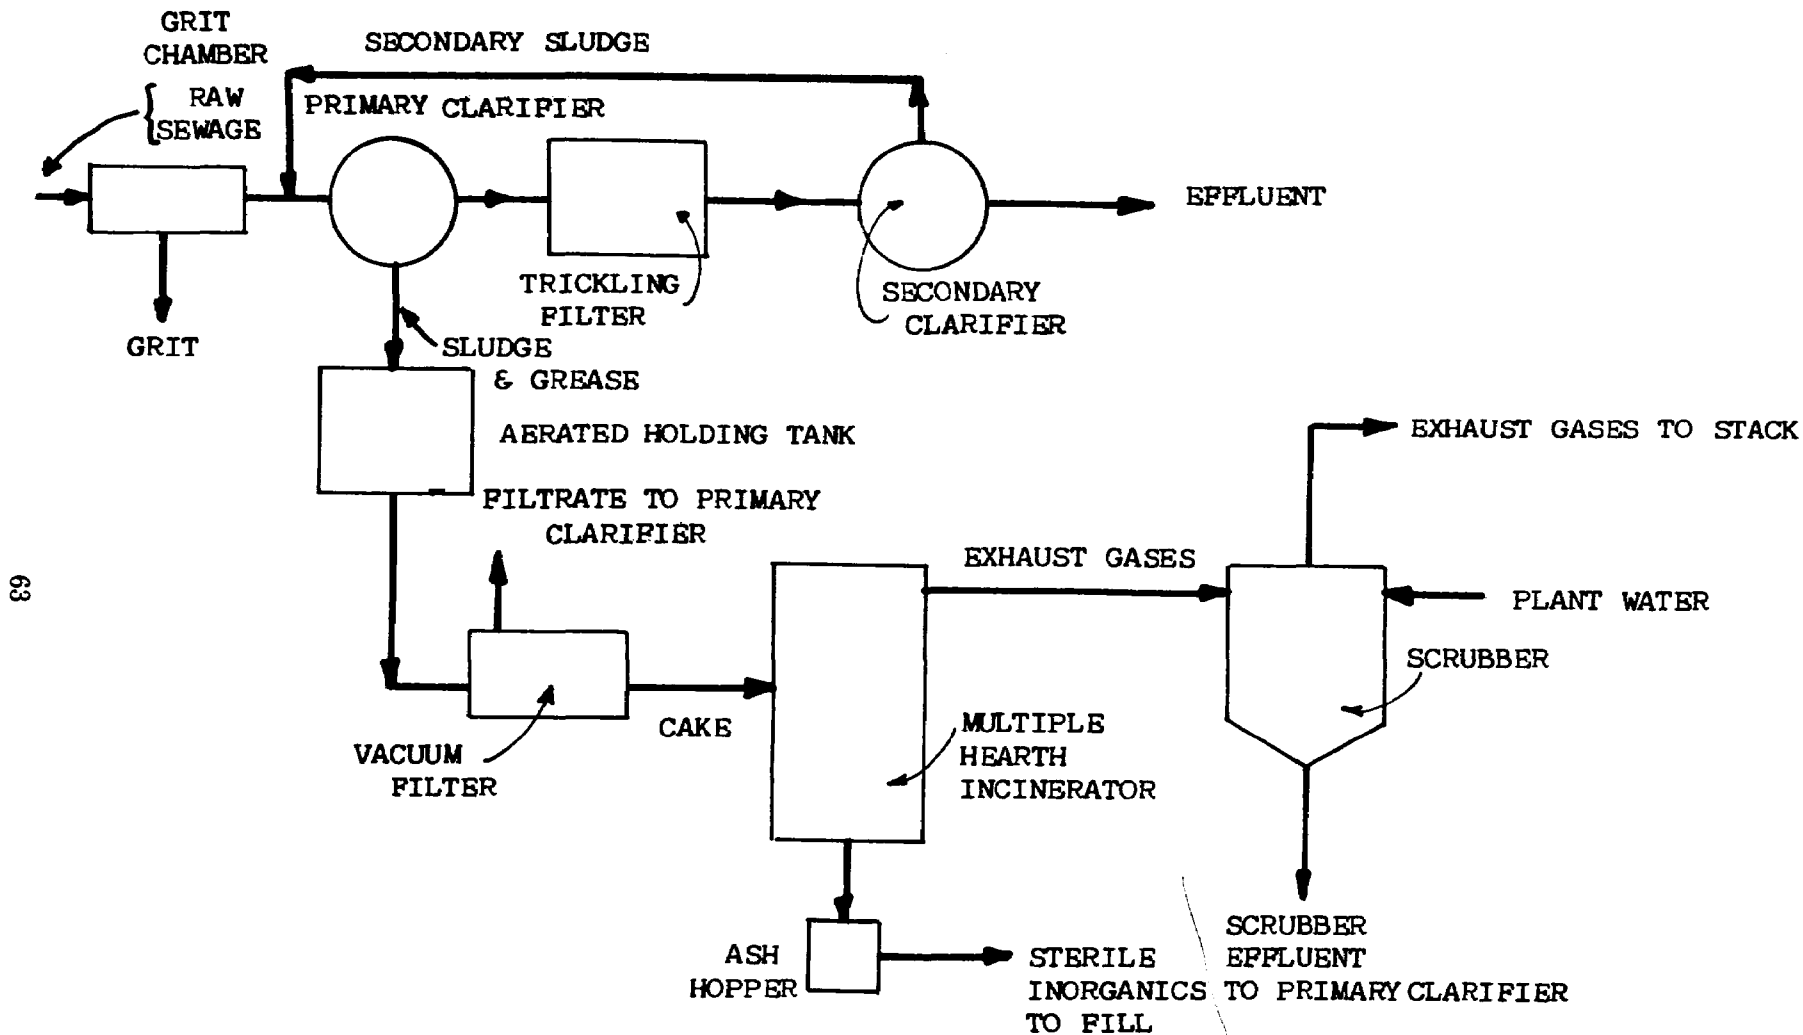 GRIT
CHAMBER
RAW
SEWAGE
SECONDARY SLUDGE
PRIMARY CLARIFIER
EFFLUENT
TRICKLING
FILTER
SECONDARY
CLARIFIER
GRIT
SLUDGE
& GREASE
AERATED HOLDING TANK
EXHAUST GASES TO STACK
FILTRATE TO PRIMARY
CLARIFIER
EXHAUST GASES
PLANT WATER
SCRUBBER
63
CAKE
VACUUM
FILTER
MULTIPLE
HEARTH
INCINERATOR
ASH
HOPPER
STERILE
INORGANICS
TO FILL
SCRUBBER
EFFLUENT
TO PRIMARY CLARIFIER